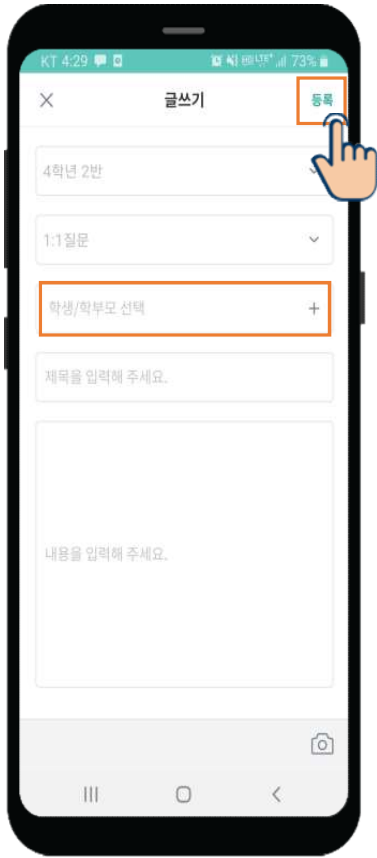 KT 4:29 73%
글쓰기
등록
4학년 2반
1:1질문
학생/학부모 선택 +
제목을 입력해 주세요.
내용을 입력해 주세요.